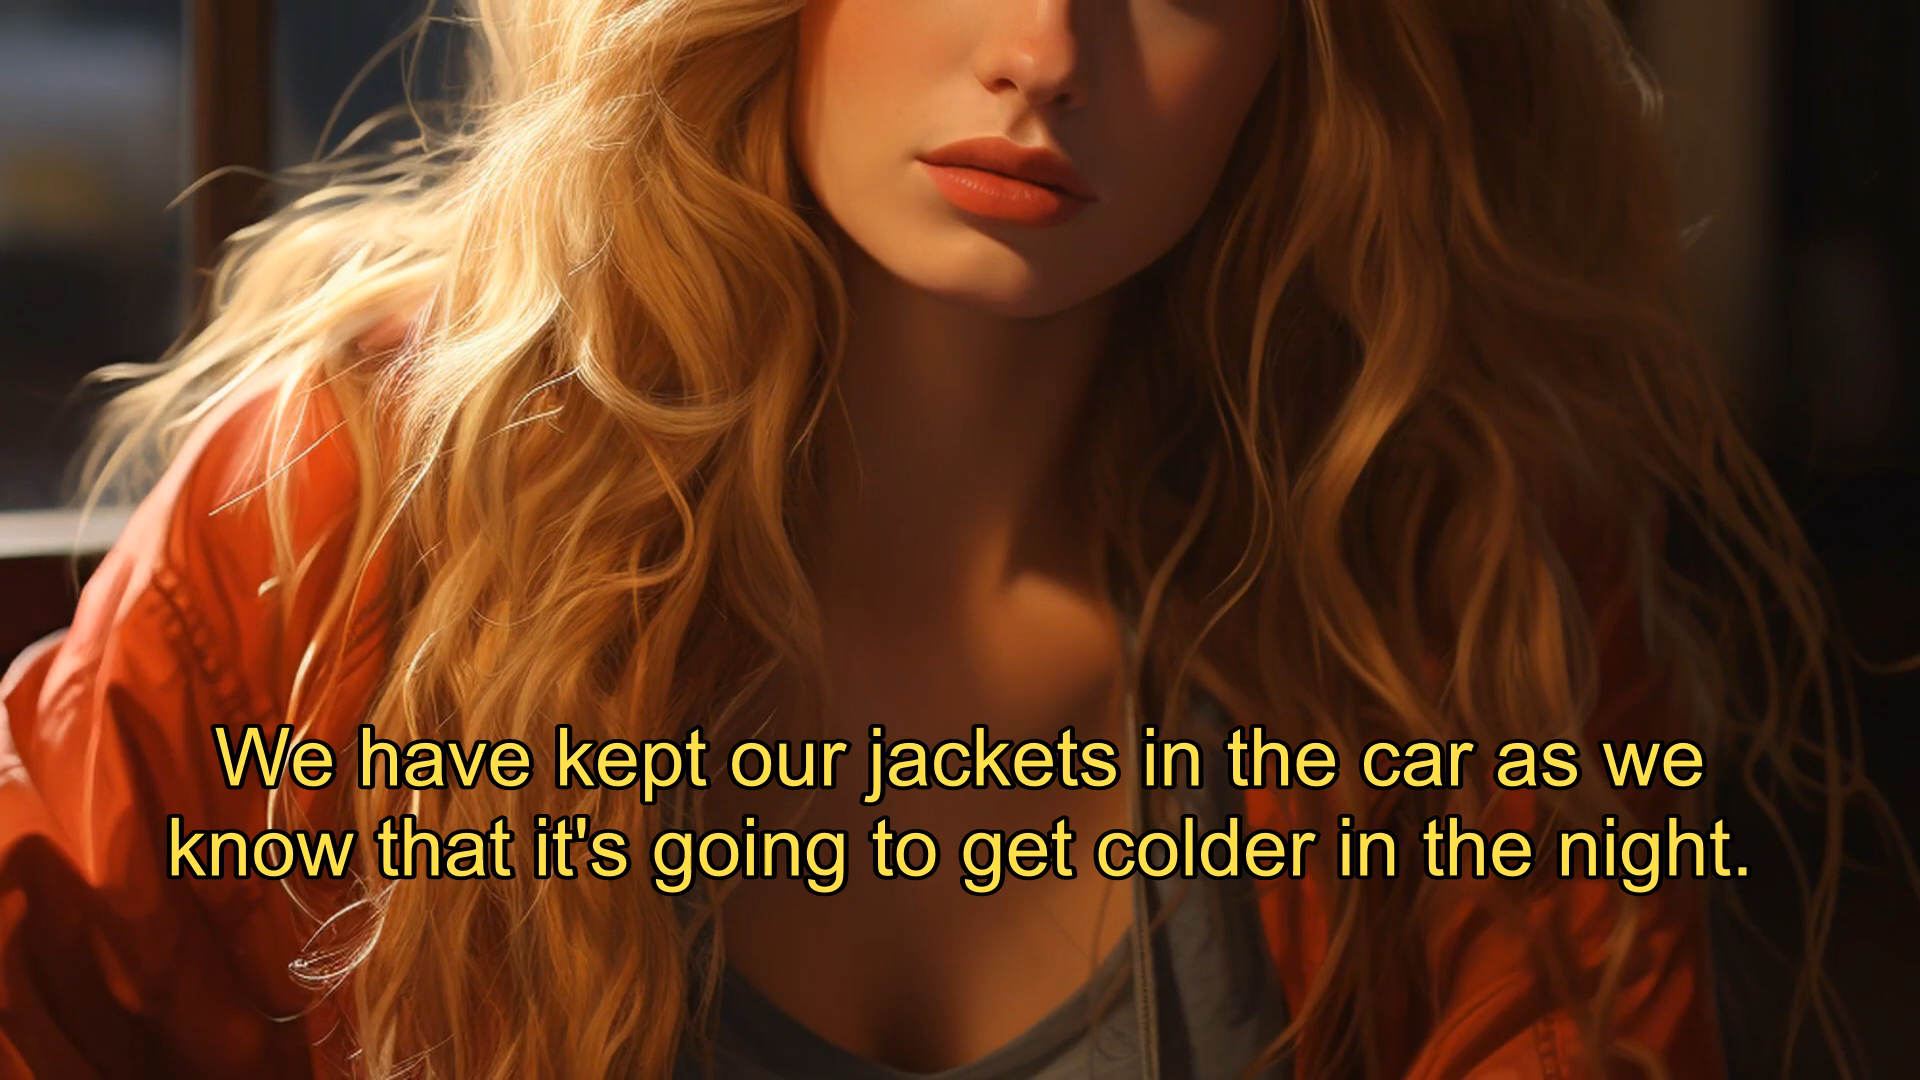 We have kept our jackets in the car as we
know that it's going to get colder in the night.